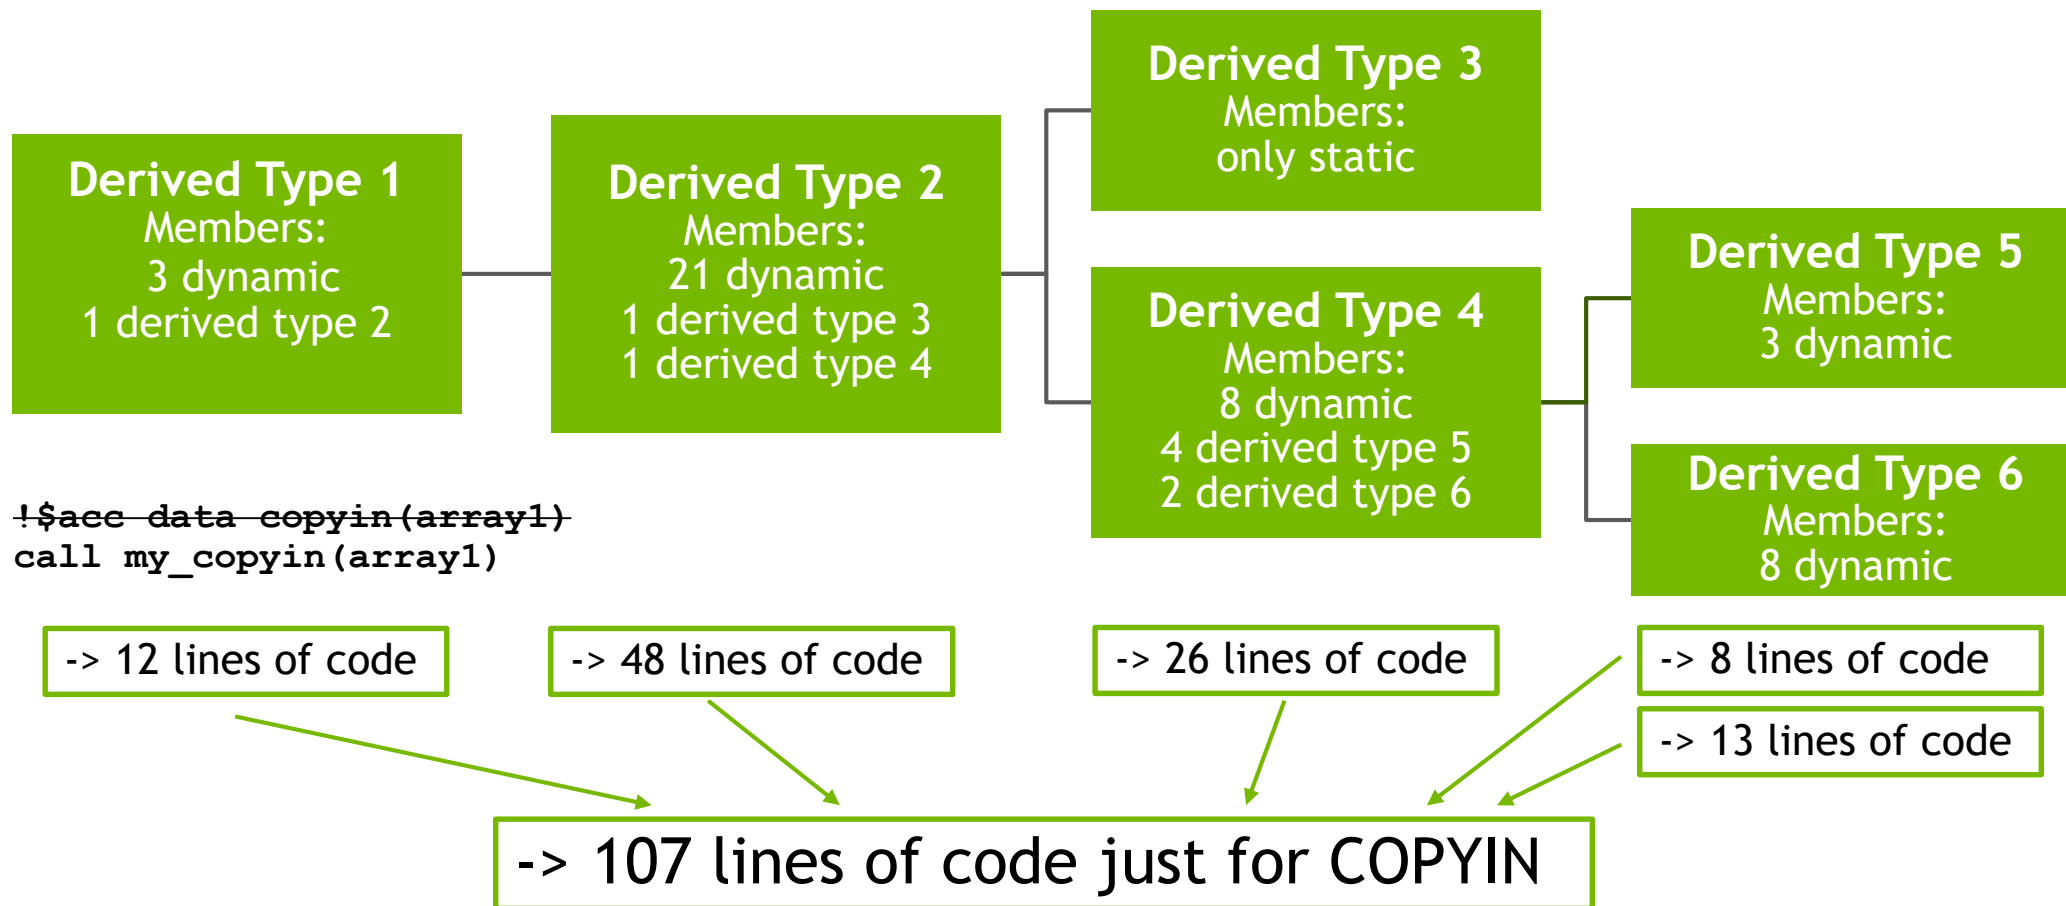 Derived Type 1
Members:
3 dynamic
1 derived type 2
Derived Type 2
Members:
21 dynamic
1 derived type 3
1 derived type 4
Derived Type 3
Members:
only static
Derived Type 4
Members:
8 dynamic
4 derived type 5
2 derived type 6
Derived Type 5
Members:
3 dynamic
Derived Type 6
Members:
8 dynamic
!$acc data copyin(array1)
call my_copyin(array1)
-> 12 lines of code
-> 48 lines of code
-> 26 lines of code
-> 8 lines of code
-> 13 lines of code
-> 107 lines of code just for COPYIN